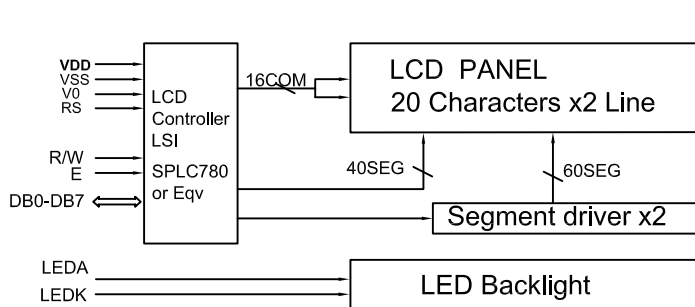 VDD
VSS
V0
RS
R/W
E
DB0-DB7
LCD
Controller
LSI
SPLC780
or Eqv
16COM
LCD PANEL
20 Characters x2 Line
40SEG
60SEG
Segment driver x2
LEDA
LEDK
LED Backlight